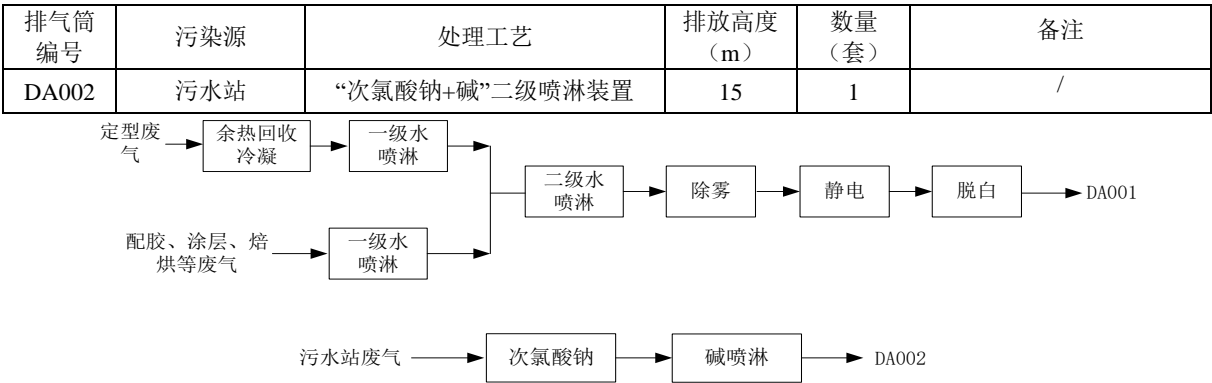 排气筒
编号
污染源
处理工艺
排放高度
（m）
数量
（套）
备注
DA002
污水站
“次氯酸钠+碱”二级喷淋装置
15
1
/
定型废
气
余热回收
冷凝
一级水
喷淋
二级水
喷淋
除雾
静电
脱白
DA001
配胶、涂层、焙
烘等废气
一级水
喷淋
污水站废气
次氯酸钠
碱喷淋
DA002